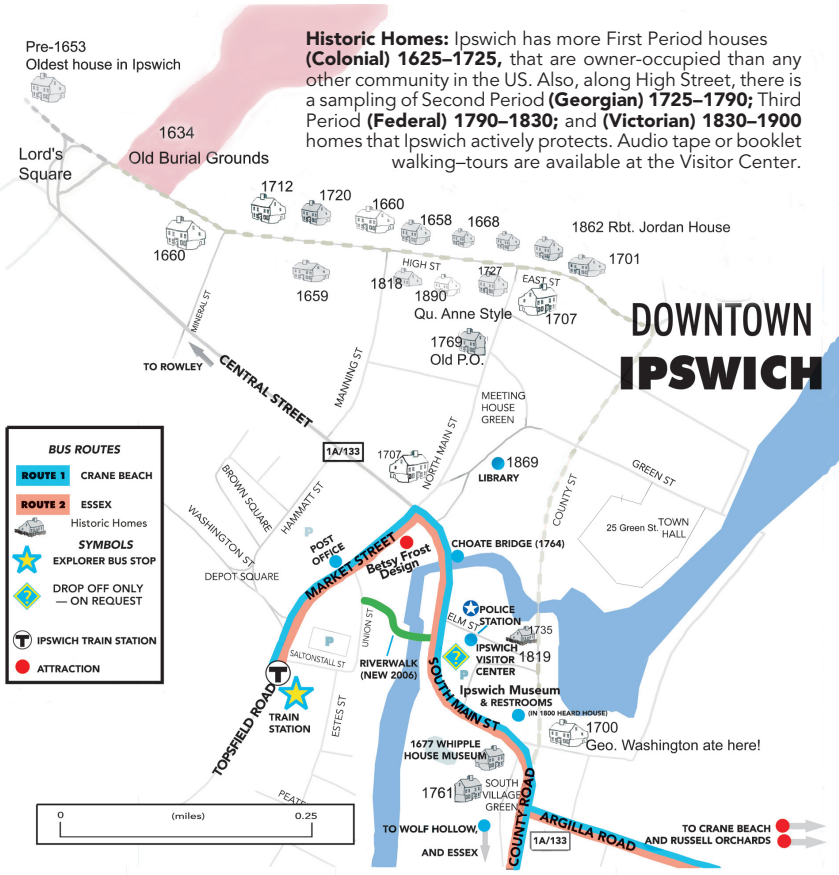 Pre-1653
Oldest house in Ipswich
Historic Homes: Ipswich has more First Period houses
(Colonial) 1625–1725, that are owner-occupied than any
other community in the US. Also, along High Street, there is
a sampling of Second Period (Georgian) 1725–1790; Third
Period (Federal) 1790–1830; and (Victorian) 1830–1900
homes that Ipswich actively protects. Audio tape or booklet
walking–tours are available at the Visitor Center.
1634
Old Burial Grounds
Lord's
Square
1712
1720
1660
1658
1668
1862 Rbt. Jordan House
1701
1660
HIGH ST
1659
1818
1890
1727
EAST ST
Qu. Anne Style
1707
1769
Old P.O.
MINERAL ST
DOWNTOWN
IPSWICH
TO ROWLEY
CENTRAL STREET
MANNING ST
MEETING
HOUSE
GREEN
NORTH MAIN ST
1A/133
1707
1869
LIBRARY
GREEN ST
COUNTY ST
25 Green St. TOWN
HALL
BUS ROUTES
ROUTE 1 CRANE BEACH
ROUTE 2 ESSEX
Historic Homes
SYMBOLS
EXPLORER BUS STOP
? DROP OFF ONLY
— ON REQUEST
T IPSWICH TRAIN STATION
ATTRACTION
BROWN SQUARE
HAMMATT ST
WASHINGTON ST
DEPOT SQUARE
P
POST
OFFICE
MARKET STREET
Betsy Frost
Design
CHOATE BRIDGE (1764)
POLICE
STATION
ELM ST
1735
IPSWICH
VISITOR
CENTER
1819
?
P
UNION ST
P
SALTONSTALL ST
RIVERWALK
(NEW 2006)
T
TRAIN
STATION
TOPSFIELD ROAD
ESTES ST
SOUTH MAIN ST
Ipswich Museum
& RESTROOMS
(IN 1800 HEARD HOUSE)
1700
Geo. Washington ate here!
1677 WHIPPLE
HOUSE MUSEUM
1761
SOUTH
VILLAGE
GREEN
PEATF
0 (miles) 0.25
TO WOLF HOLLOW,
AND ESSEX
COUNTY ROAD
1A/133
ARGILLA ROAD
TO CRANE BEACH
AND RUSSELL ORCHARDS